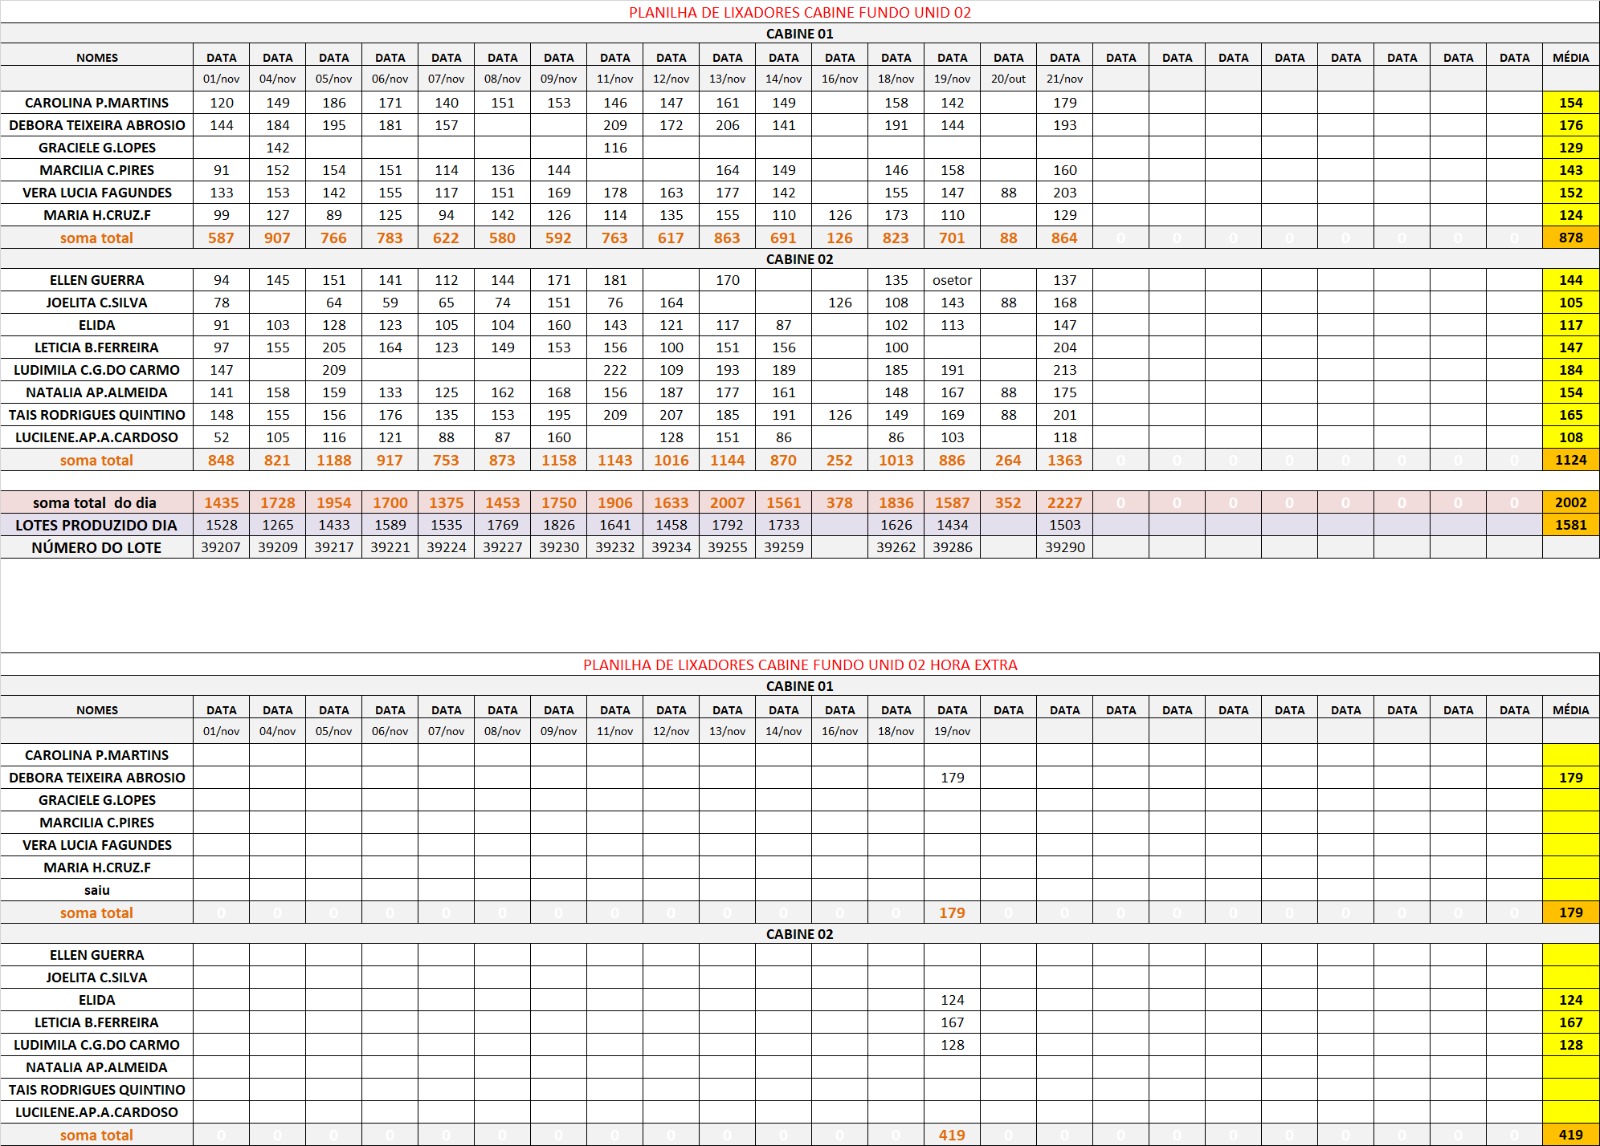 PLANILHA DE LIXADORES CABINE FUNDO UNID 02
CABINE 01
NOMES DATA DATA DATA DATA DATA DATA DATA DATA DATA DATA DATA DATA DATA DATA DATA DATA DATA DATA DATA DATA DATA DATA DATA DATA MÉDIA
01/nov 04/nov 05/nov 06/nov 07/nov 08/nov 09/nov 11/nov 12/nov 13/nov 14/nov 16/nov 18/nov 19/nov 20/out 21/nov
CAROLINA P.MARTINS 120 149 186 171 140 151 153 146 147 161 149 158 142 179 154
DEBORA TEIXEIRA ABROSIO 144 184 195 181 157 209 172 206 141 191 144 193 176
GRACIELE G.LOPES 142 116 129
MARCILIA C.PIRES 91 152 154 151 114 136 144 164 149 146 158 160 143
VERA LUCIA FAGUNDES 133 153 142 155 117 151 169 178 163 177 142 155 147 88 203 152
MARIA H.CRUZ.F 99 127 89 125 94 142 126 114 135 155 110 126 173 110 129 124
soma total 587 907 766 783 622 580 592 763 617 863 691 126 823 701 88 864 0 0 0 0 0 0 0 0 878
CABINE 02
ELLEN GUERRA 94 145 151 141 112 144 171 181 170 135 osetor 137 144
JOELITA C.SILVA 78 64 59 65 74 151 76 164 126 108 143 88 168 105
ELIDA 91 103 128 123 105 104 160 143 121 117 87 102 113 147 117
LETICIA B.FERREIRA 97 155 205 164 123 149 153 156 100 151 156 100 204 147
LUDIMILA C.G.DO CARMO 147 209 222 109 193 189 185 191 213 184
NATALIA AP.ALMEIDA 141 158 159 133 125 162 168 156 187 177 161 148 167 88 175 154
TAIS RODRIGUES QUINTINO 148 155 156 176 135 153 195 209 207 185 191 126 149 169 88 201 165
LUCILENE.AP.A.CARDOSO 52 105 116 121 88 87 160 128 151 86 86 103 118 108
soma total 848 821 1188 917 753 873 1158 1143 1016 1144 870 252 1013 886 264 1363 0 0 0 0 0 0 0 0 1124
soma total do dia 1435 1728 1954 1700 1375 1453 1750 1906 1633 2007 1561 378 1836 1587 352 2227 0 0 0 0 0 0 0 0 2002
LOTES PRODUZIDO DIA 1528 1265 1433 1589 1535 1769 1826 1641 1458 1792 1733 1626 1434 1503 1581
NÚMERO DO LOTE 39207 39209 39217 39221 39224 39227 39230 39232 39234 39255 39259 39262 39286 39290
PLANILHA DE LIXADORES CABINE FUNDO UNID 02 HORA EXTRA
CABINE 01
NOMES DATA DATA DATA DATA DATA DATA DATA DATA DATA DATA DATA DATA DATA DATA DATA DATA DATA DATA DATA DATA DATA DATA DATA DATA MÉDIA
01/nov 04/nov 05/nov 06/nov 07/nov 08/nov 09/nov 11/nov 12/nov 13/nov 14/nov 16/nov 18/nov 19/nov
CAROLINA P.MARTINS
DEBORA TEIXEIRA ABROSIO 179 179
GRACIELE G.LOPES
MARCILIA C.PIRES
VERA LUCIA FAGUNDES
MARIA H.CRUZ.F
saiu
soma total 0 0 0 0 0 0 0 0 0 0 0 0 0 179 0 0 0 0 0 0 0 0 0 0 179
CABINE 02
ELLEN GUERRA
JOELITA C.SILVA
ELIDA 124 124
LETICIA B.FERREIRA 167 167
LUDIMILA C.G.DO CARMO 128 128
NATALIA AP.ALMEIDA
TAIS RODRIGUES QUINTINO
LUCILENE.AP.A.CARDOSO
soma total 0 0 0 0 0 0 0 0 0 0 0 0 0 419 0 0 0 0 0 0 0 0 0 0 419